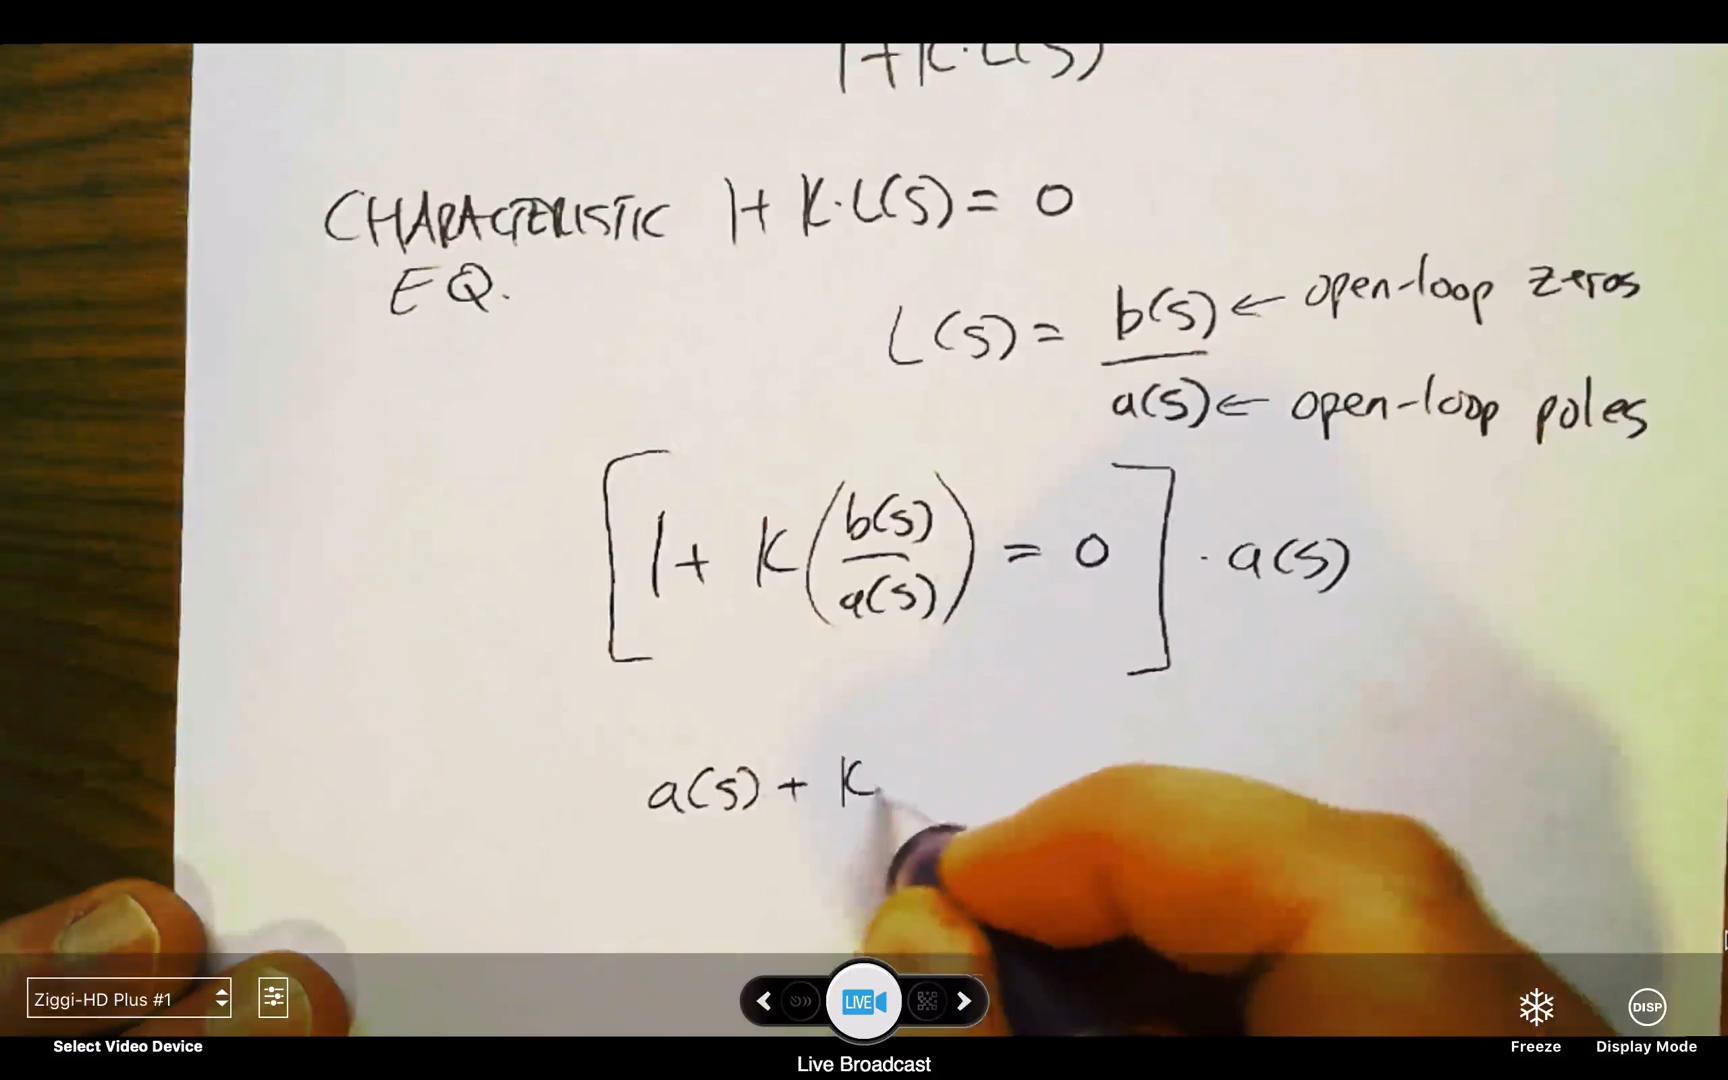 1+K·L(s)
CHARACTERISTIC 1+ K·L(s)= 0
EQ.
L(s)= b(s) ← open-loop zeros
a(s) ← open-loop poles
[1+ K(b(s)/a(s)) = 0] · a(s)
a(s) + K
Ziggi-HD Plus #1
LIVE
DISP
Select Video Device
Live Broadcast
Freeze
Display Mode